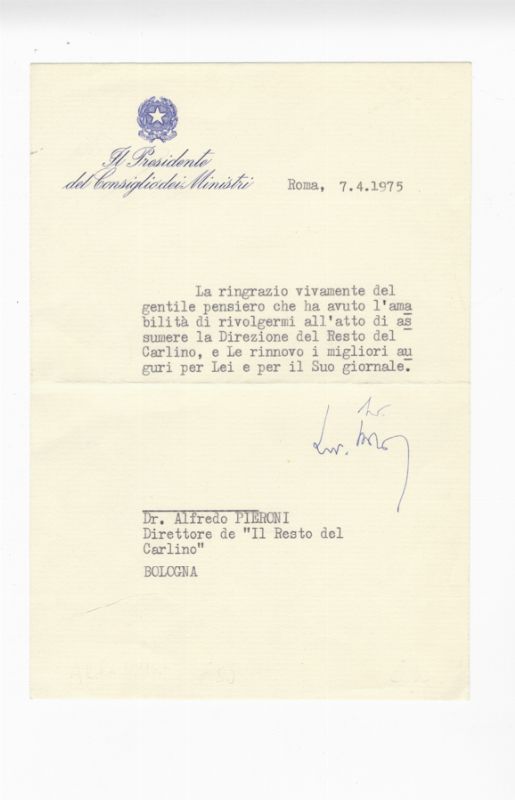 Il Presidente
del Consiglio dei Ministri
Roma, 7.4.1975
La ringrazio vivamente del
gentile pensiero che ha avuto l'ama
bilità di rivolgermi all'atto di as
sumere la Direzione del Resto del
Carlino, e Le rinnovo i migliori au
guri per Lei e per il Suo giornale.
Dr. Alfredo PIERONI
Direttore de "Il Resto del
Carlino"
BOLOGNA